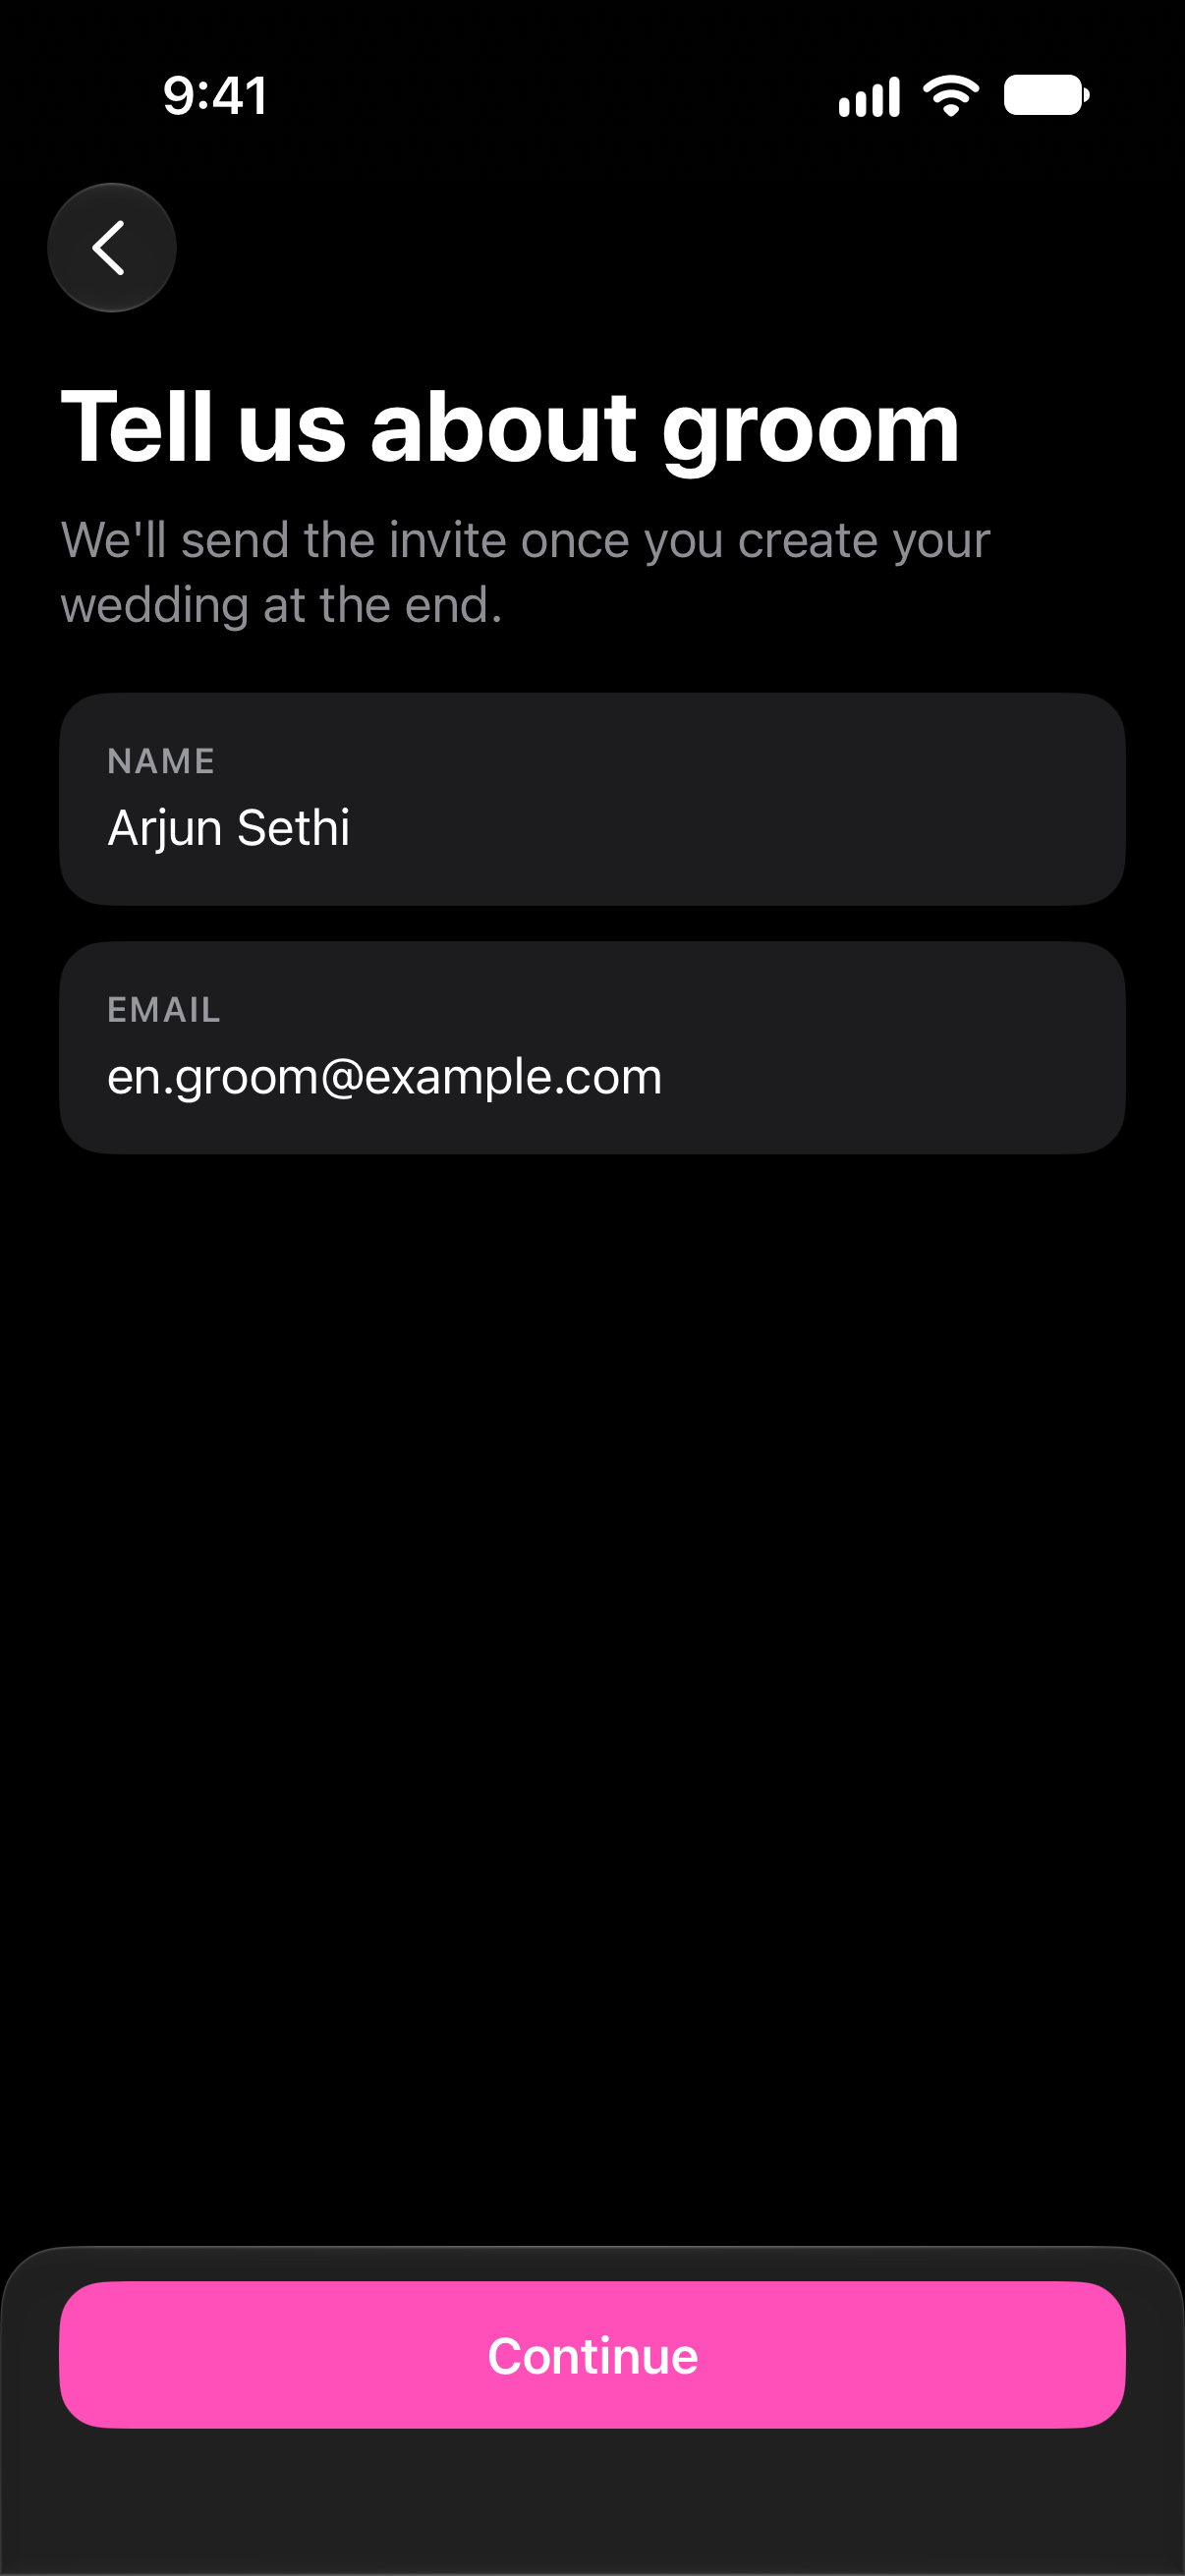 9:41
Tell us about groom
We'll send the invite once you create your
wedding at the end.
NAME
Arjun Sethi
EMAIL
en.groom@example.com
Continue